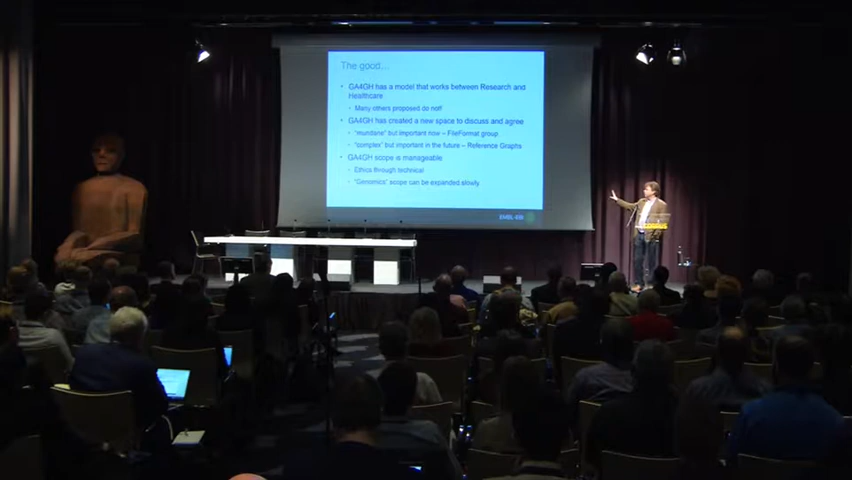 The good…
• GA4GH has a model that works between Research and
Healthcare
• Many others proposed do not!
• GA4GH has created a new space to discuss and agree
• "mundane" but important now – FileFormat group
• "complex" but important in the future – Reference Graphs
• GA4GH scope is manageable
• Ethics through technical
• "Genomics" scope can be expanded slowly.
EMBL-EBI